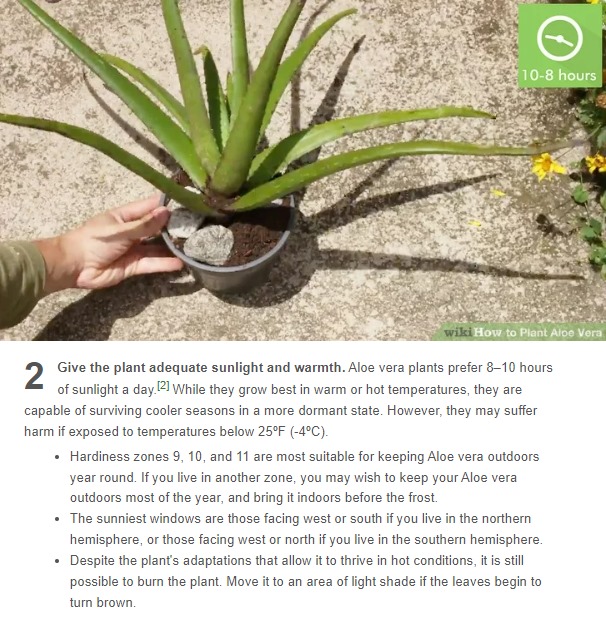 10-8 hours
wikiHow to Plant Aloe Vera
2 Give the plant adequate sunlight and warmth. Aloe vera plants prefer 8–10 hours
of sunlight a day.[2] While they grow best in warm or hot temperatures, they are
capable of surviving cooler seasons in a more dormant state. However, they may suffer
harm if exposed to temperatures below 25ºF (-4ºC).
• Hardiness zones 9, 10, and 11 are most suitable for keeping Aloe vera outdoors
year round. If you live in another zone, you may wish to keep your Aloe vera
outdoors most of the year, and bring it indoors before the frost.
• The sunniest windows are those facing west or south if you live in the northern
hemisphere, or those facing west or north if you live in the southern hemisphere.
• Despite the plant's adaptations that allow it to thrive in hot conditions, it is still
possible to burn the plant. Move it to an area of light shade if the leaves begin to
turn brown.